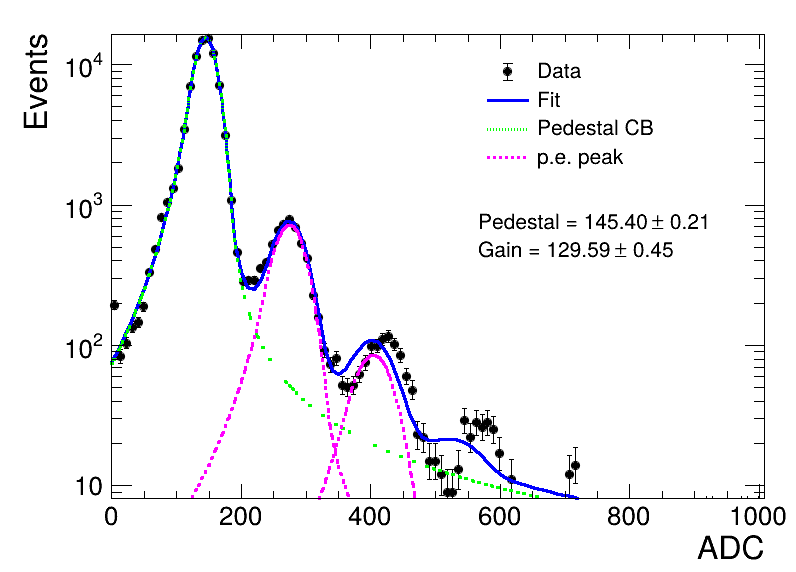 Events
10⁴
10³
10²
10
Data
Fit
Pedestal CB
p.e. peak
Pedestal = 145.40 ± 0.21
Gain = 129.59 ± 0.45
0 200 400 600 800 1000
ADC